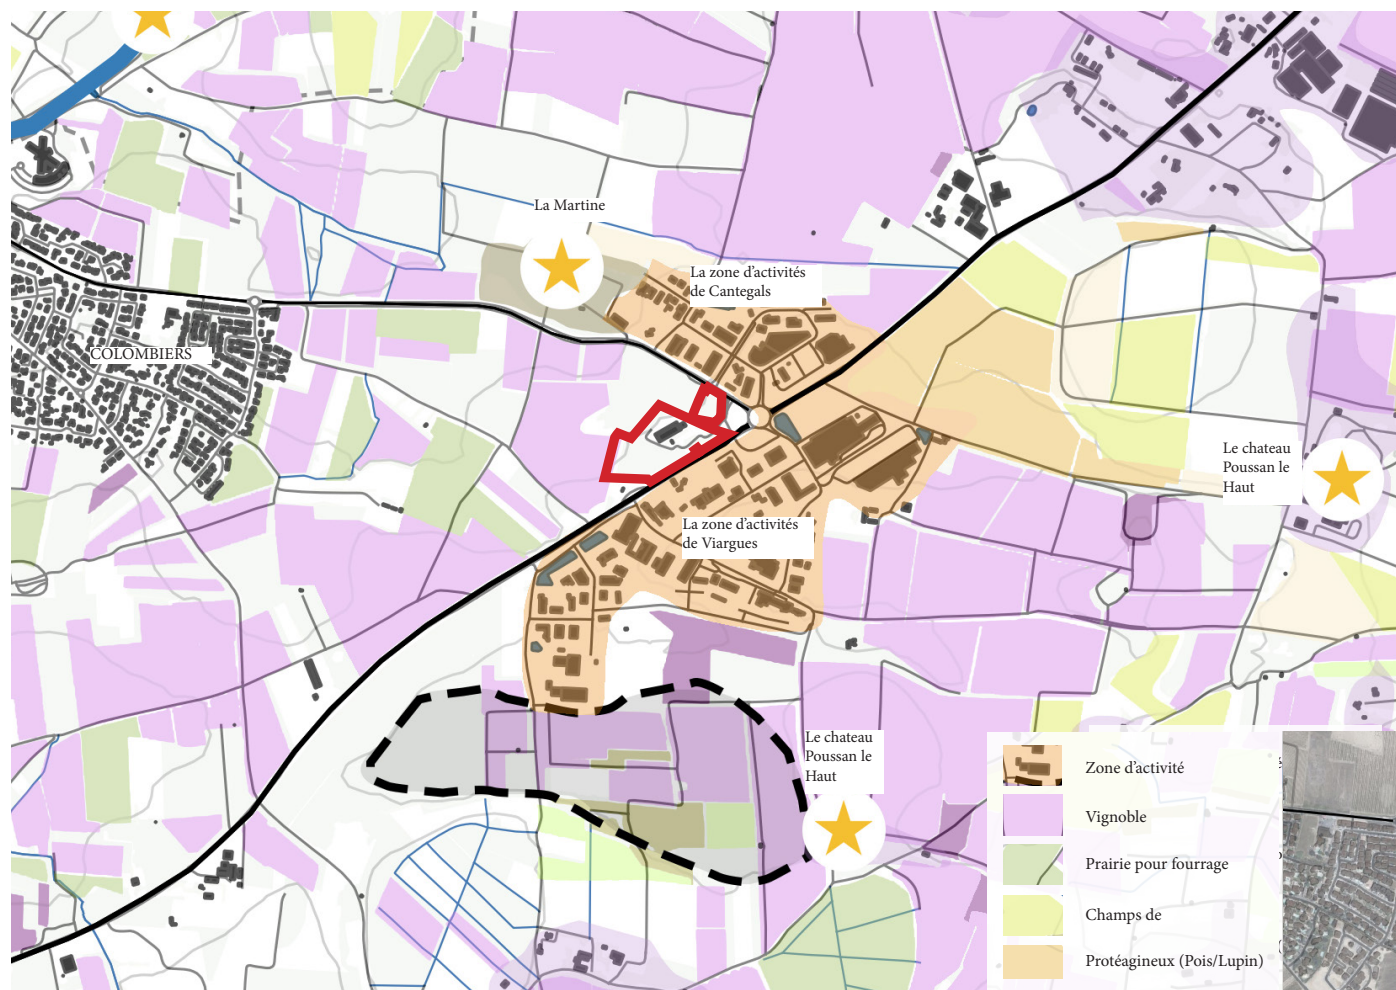 La Martine
La zone d'activités
de Cantegals
COLOMBIERS
Le chateau
Poussan le
Haut
La zone d'activités
de Viargues
Le chateau
Poussan le
Haut
Zone d'activité
Vignoble
Prairie pour fourrage
Champs de
Protéagineux (Pois/Lupin)